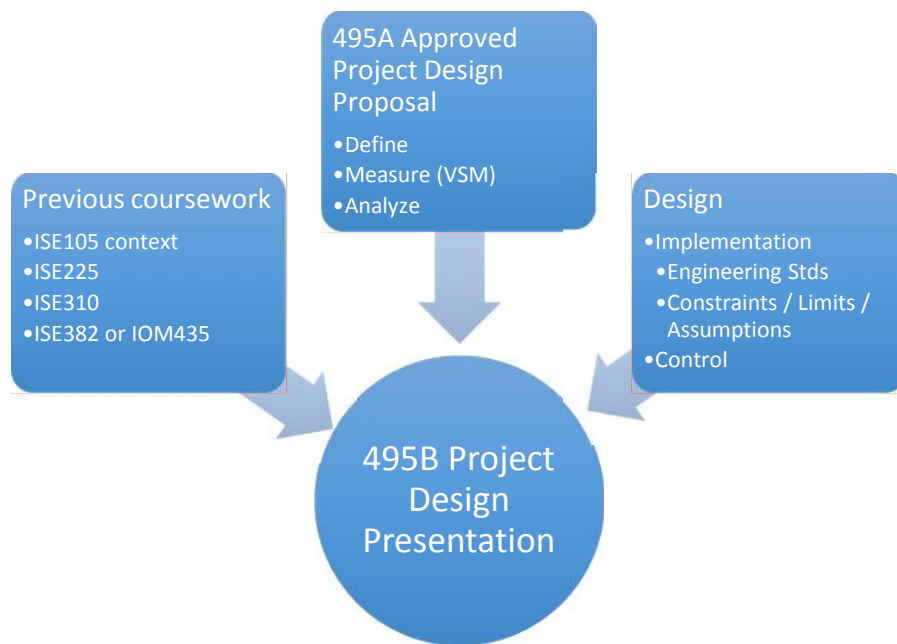 495A Approved
Project Design
Proposal
•Define
•Measure (VSM)
•Analyze
Previous coursework
•ISE105 context
•ISE225
•ISE310
•ISE382 or IOM435
Design
•Implementation
•Engineering Stds
•Constraints / Limits /
Assumptions
•Control
495B Project
Design
Presentation